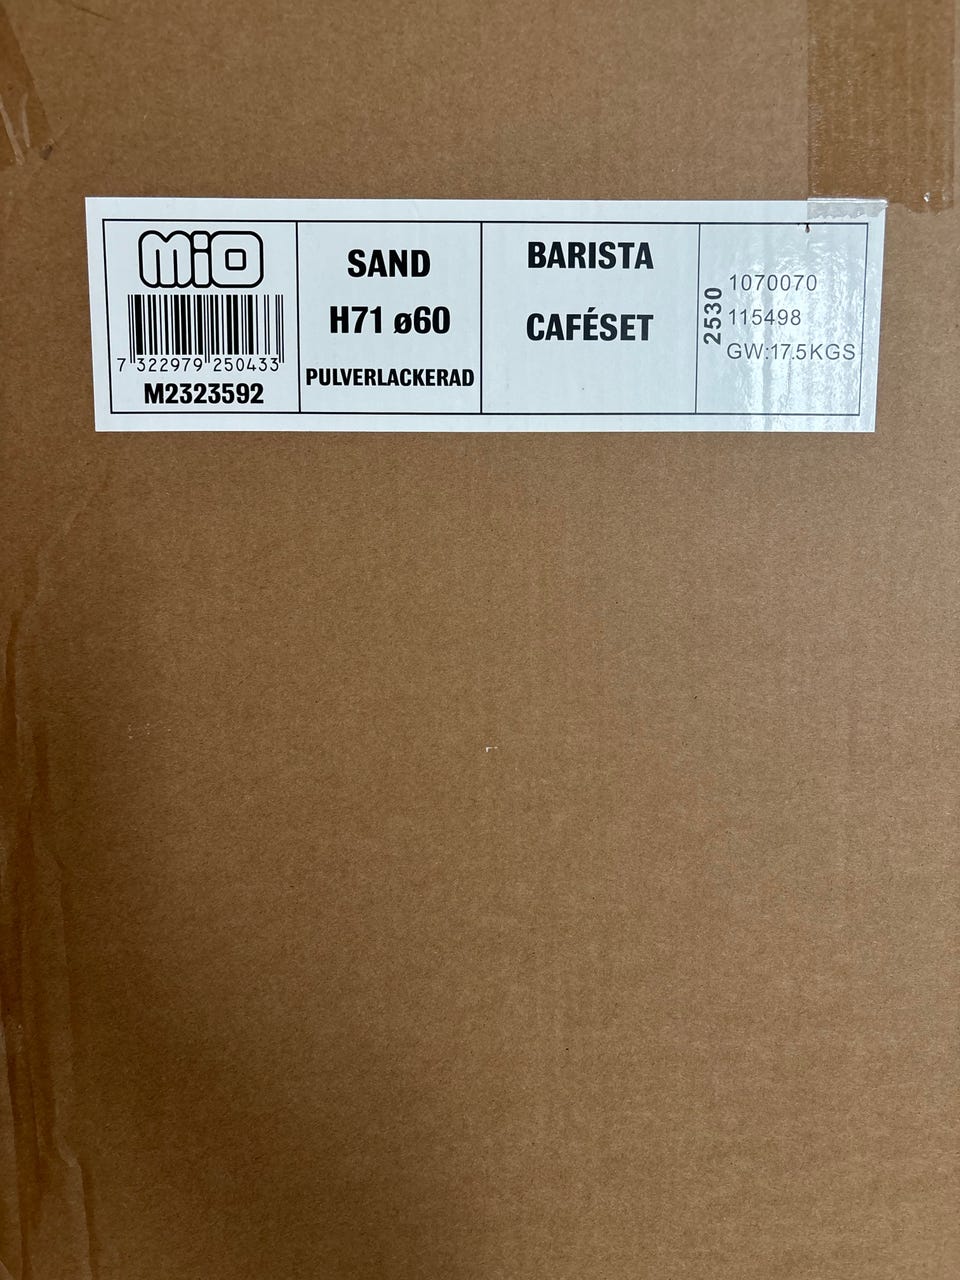 MiO
7 322979 250433
M2323592
SAND
H71 ø60
PULVERLACKERAD
BARISTA
CAFÉSET
2530
1070070
115498
GW:17.5KGS